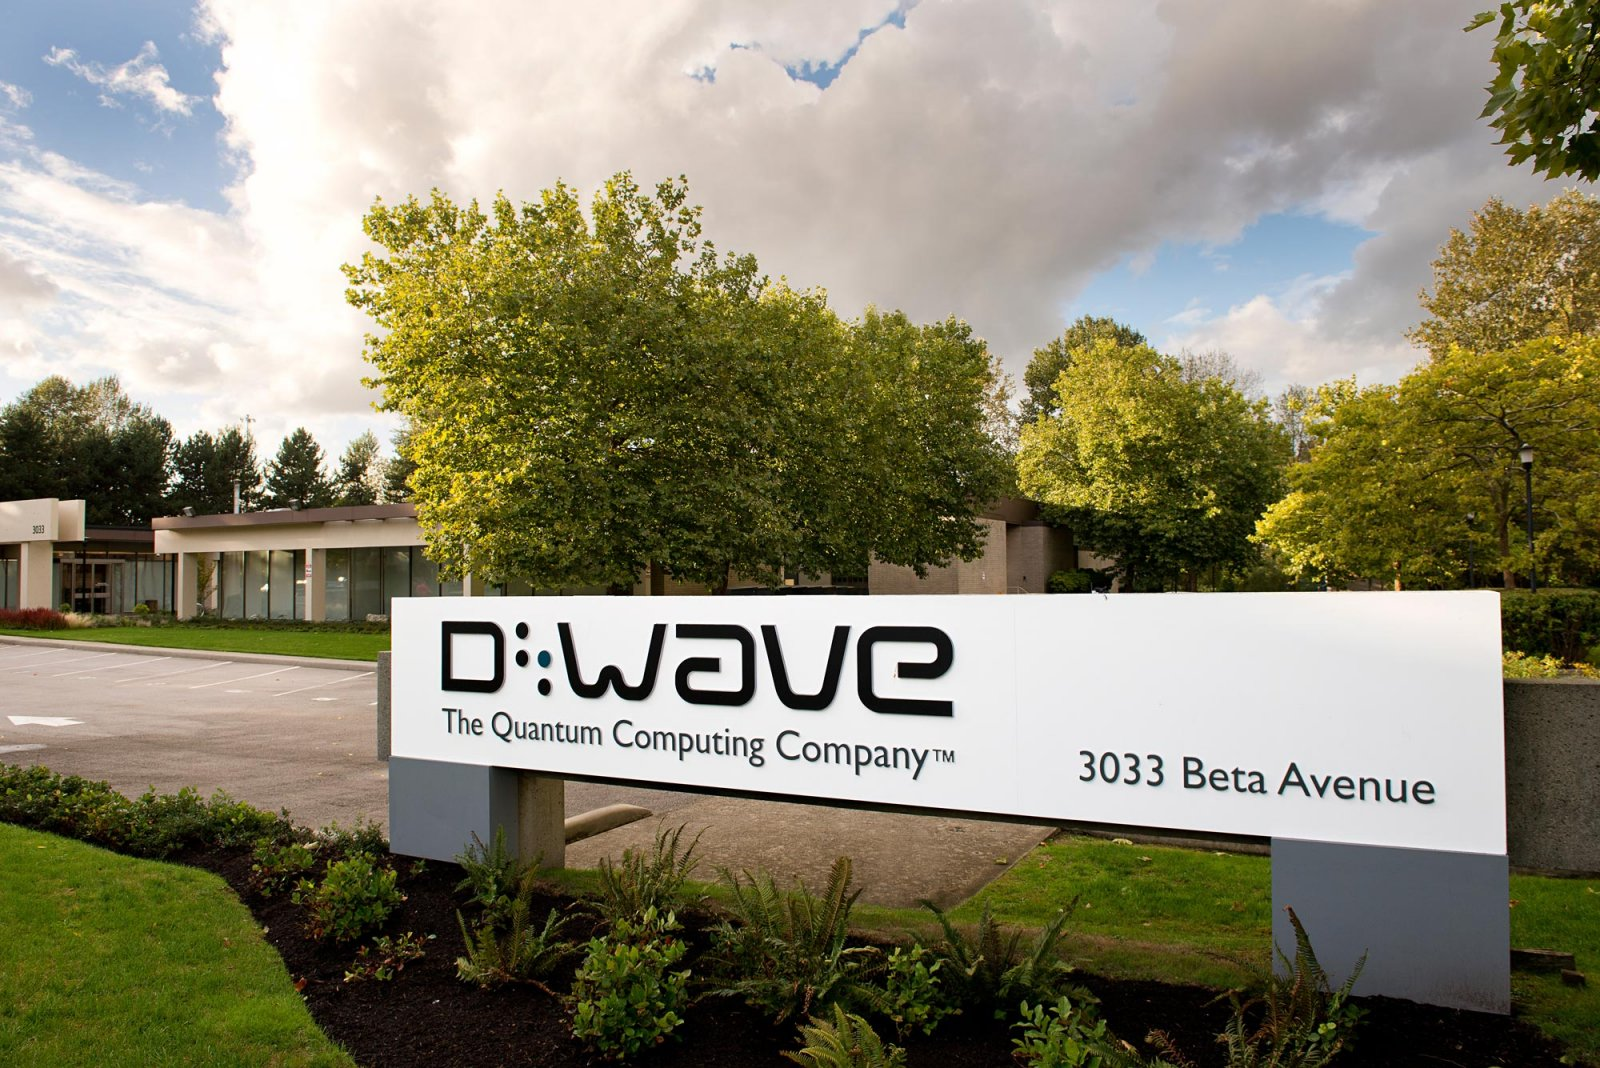 3033
D:wave
The Quantum Computing Company™
3033 Beta Avenue